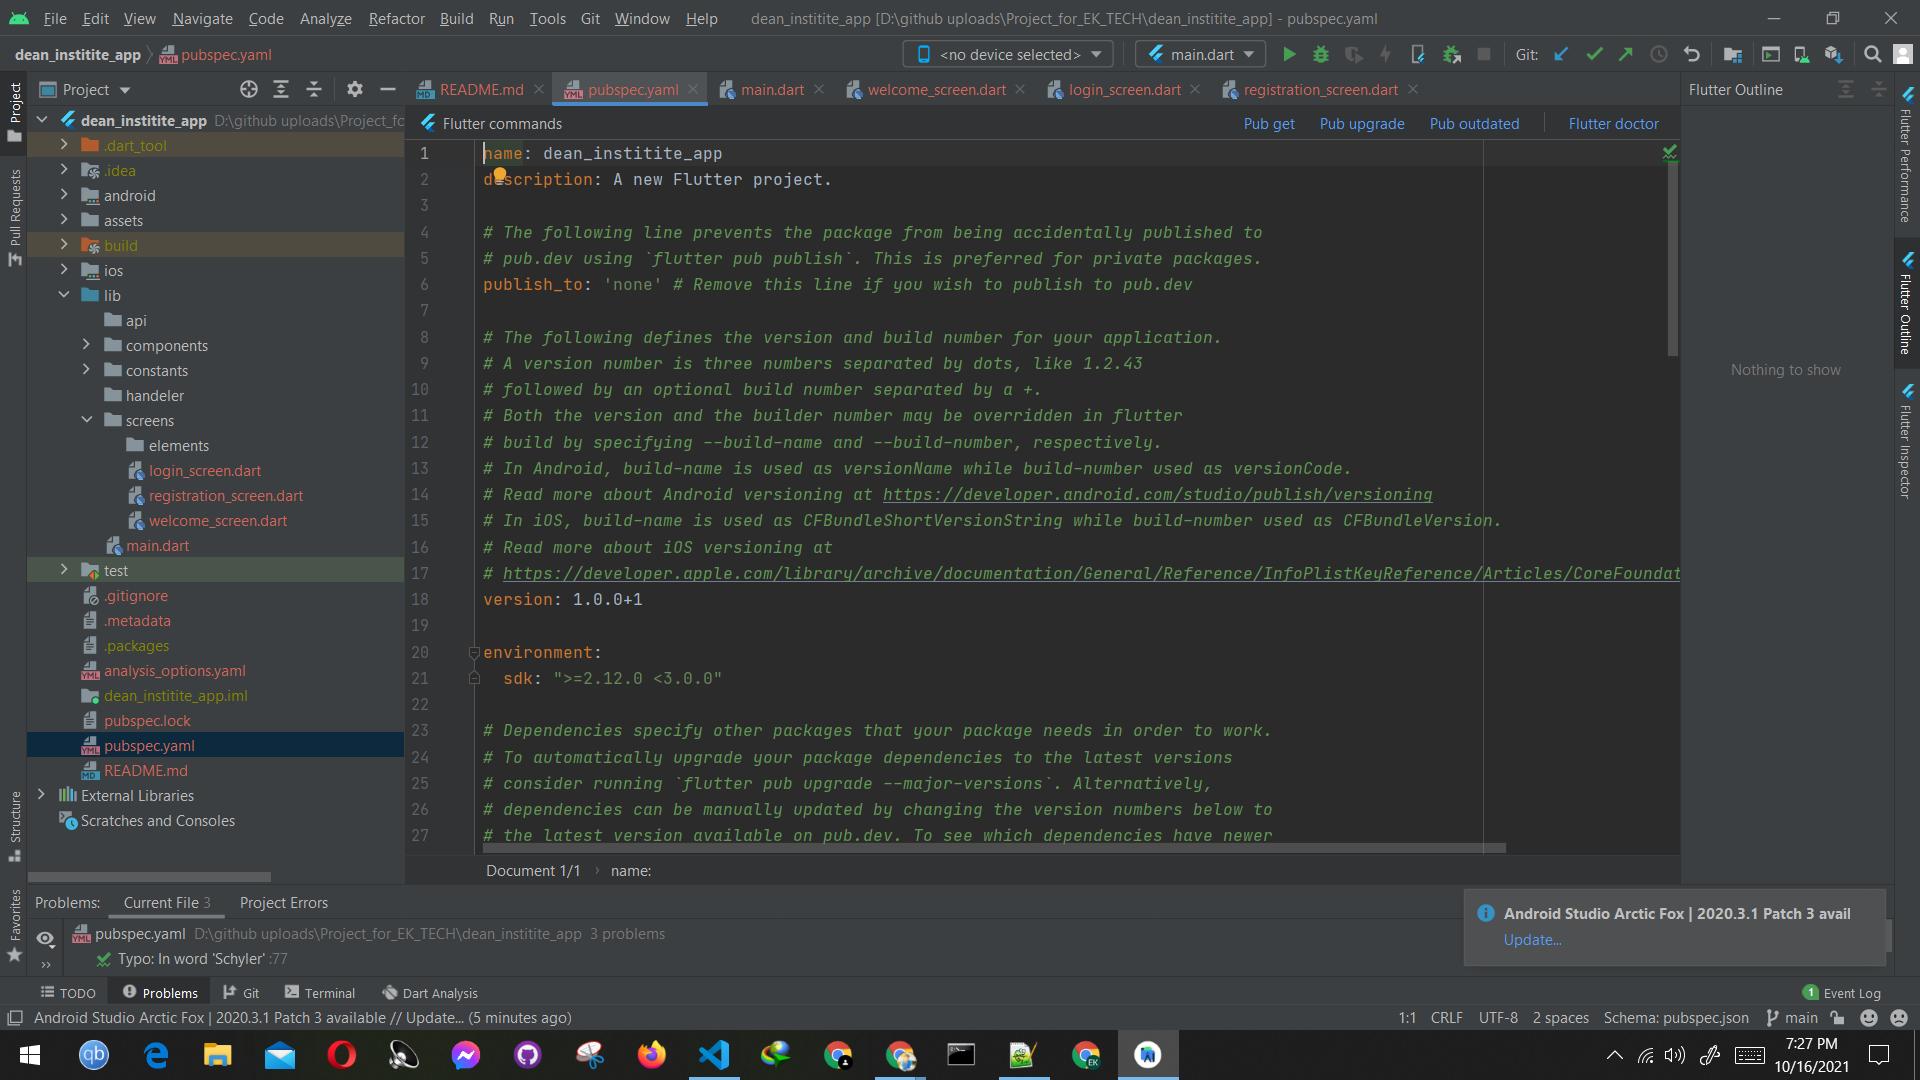 File Edit View Navigate Code Analyze Refactor Build Run Tools Git Window Help dean_institite_app [D:\github uploads\Project_for_EK_TECH\dean_institite_app] - pubspec.yaml
dean_institite_app pubspec.yaml <no device selected> main.dart Git:
Project README.md pubspec.yaml main.dart welcome_screen.dart login_screen.dart registration_screen.dart Flutter Outline
Flutter commands Pub get Pub upgrade Pub outdated Flutter doctor
Project
Pull Requests
Structure
Favorites
dean_institite_app D:\github uploads\Project_fo
.dart_tool
.idea
android
assets
build
ios
lib
api
components
constants
handeler
screens
elements
login_screen.dart
registration_screen.dart
welcome_screen.dart
main.dart
test
.gitignore
.metadata
.packages
analysis_options.yaml
dean_institite_app.iml
pubspec.lock
pubspec.yaml
README.md
External Libraries
Scratches and Consoles
1 name: dean_institite_app
2 description: A new Flutter project.
3
4 # The following line prevents the package from being accidentally published to
5 # pub.dev using `flutter pub publish`. This is preferred for private packages.
6 publish_to: 'none' # Remove this line if you wish to publish to pub.dev
7
8 # The following defines the version and build number for your application.
9 # A version number is three numbers separated by dots, like 1.2.43
10 # followed by an optional build number separated by a +.
11 # Both the version and the builder number may be overridden in flutter
12 # build by specifying --build-name and --build-number, respectively.
13 # In Android, build-name is used as versionName while build-number used as versionCode.
14 # Read more about Android versioning at https://developer.android.com/studio/publish/versioning
15 # In iOS, build-name is used as CFBundleShortVersionString while build-number used as CFBundleVersion.
16 # Read more about iOS versioning at
17 # https://developer.apple.com/library/archive/documentation/General/Reference/InfoPlistKeyReference/Articles/CoreFoundat
18 version: 1.0.0+1
19
20 environment:
21 sdk: ">=2.12.0 <3.0.0"
22
23 # Dependencies specify other packages that your package needs in order to work.
24 # To automatically upgrade your package dependencies to the latest versions
25 # consider running `flutter pub upgrade --major-versions`. Alternatively,
26 # dependencies can be manually updated by changing the version numbers below to
27 # the latest version available on pub.dev. To see which dependencies have newer
Document 1/1 › name:
Nothing to show
Flutter Performance
Flutter Outline
Flutter Inspector
Problems: Current File 3 Project Errors
pubspec.yaml D:\github uploads\Project_for_EK_TECH\dean_institite_app 3 problems
Typo: In word 'Schyler' :77
Android Studio Arctic Fox | 2020.3.1 Patch 3 avail
Update...
TODO Problems Git Terminal Dart Analysis 1 Event Log
Android Studio Arctic Fox | 2020.3.1 Patch 3 available // Update... (5 minutes ago) 1:1 CRLF UTF-8 2 spaces Schema: pubspec.json main
7:27 PM
10/16/2021